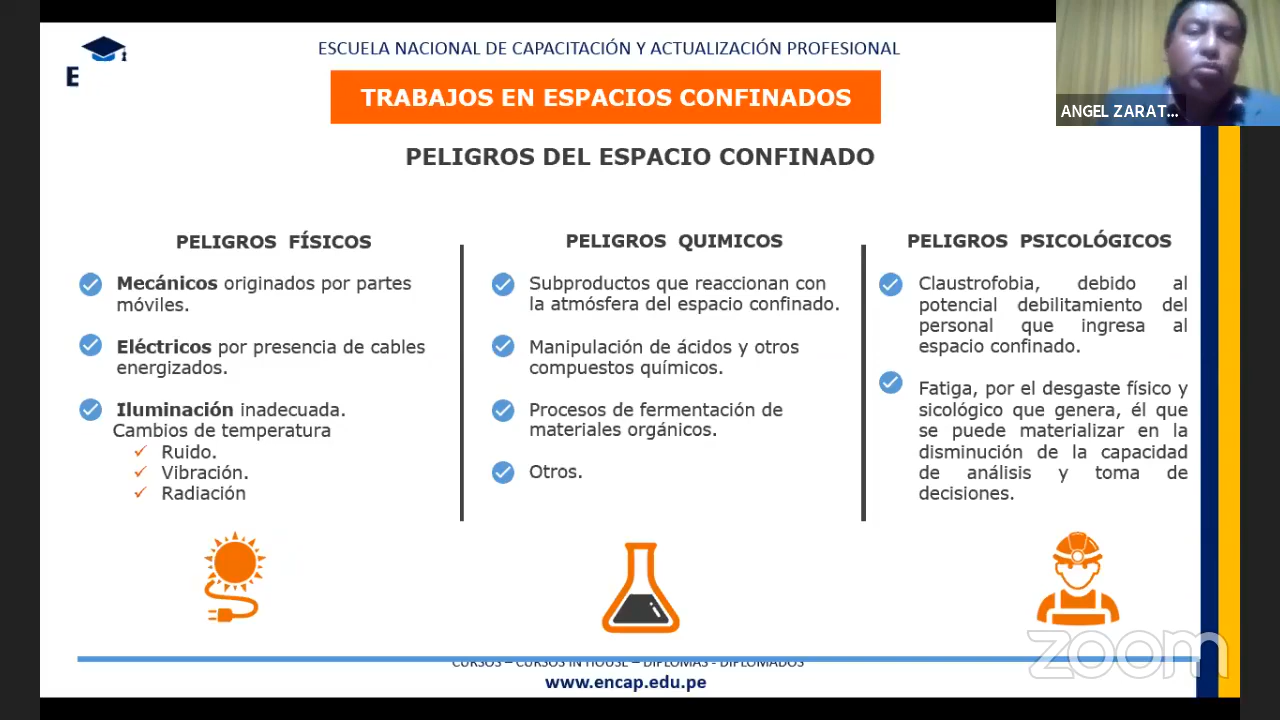 E
ESCUELA NACIONAL DE CAPACITACIÓN Y ACTUALIZACIÓN PROFESIONAL
TRABAJOS EN ESPACIOS CONFINADOS
ANGEL ZARAT...
PELIGROS DEL ESPACIO CONFINADO
PELIGROS FÍSICOS
Mecánicos originados por partes
móviles.
Eléctricos por presencia de cables
energizados.
Iluminación inadecuada.
Cambios de temperatura
Ruido.
Vibración.
Radiación
PELIGROS QUIMICOS
Subproductos que reaccionan con
la atmósfera del espacio confinado.
Manipulación de ácidos y otros
compuestos químicos.
Procesos de fermentación de
materiales orgánicos.
Otros.
PELIGROS PSICOLÓGICOS
Claustrofobia, debido al
potencial debilitamiento del
personal que ingresa al
espacio confinado.
Fatiga, por el desgaste físico y
sicológico que genera, él que
se puede materializar en la
disminución de la capacidad
de análisis y toma de
decisiones.
zoom
CURSOS – CURSOS IN HOUSE – DIPLOMAS - DIPLOMADOS
www.encap.edu.pe